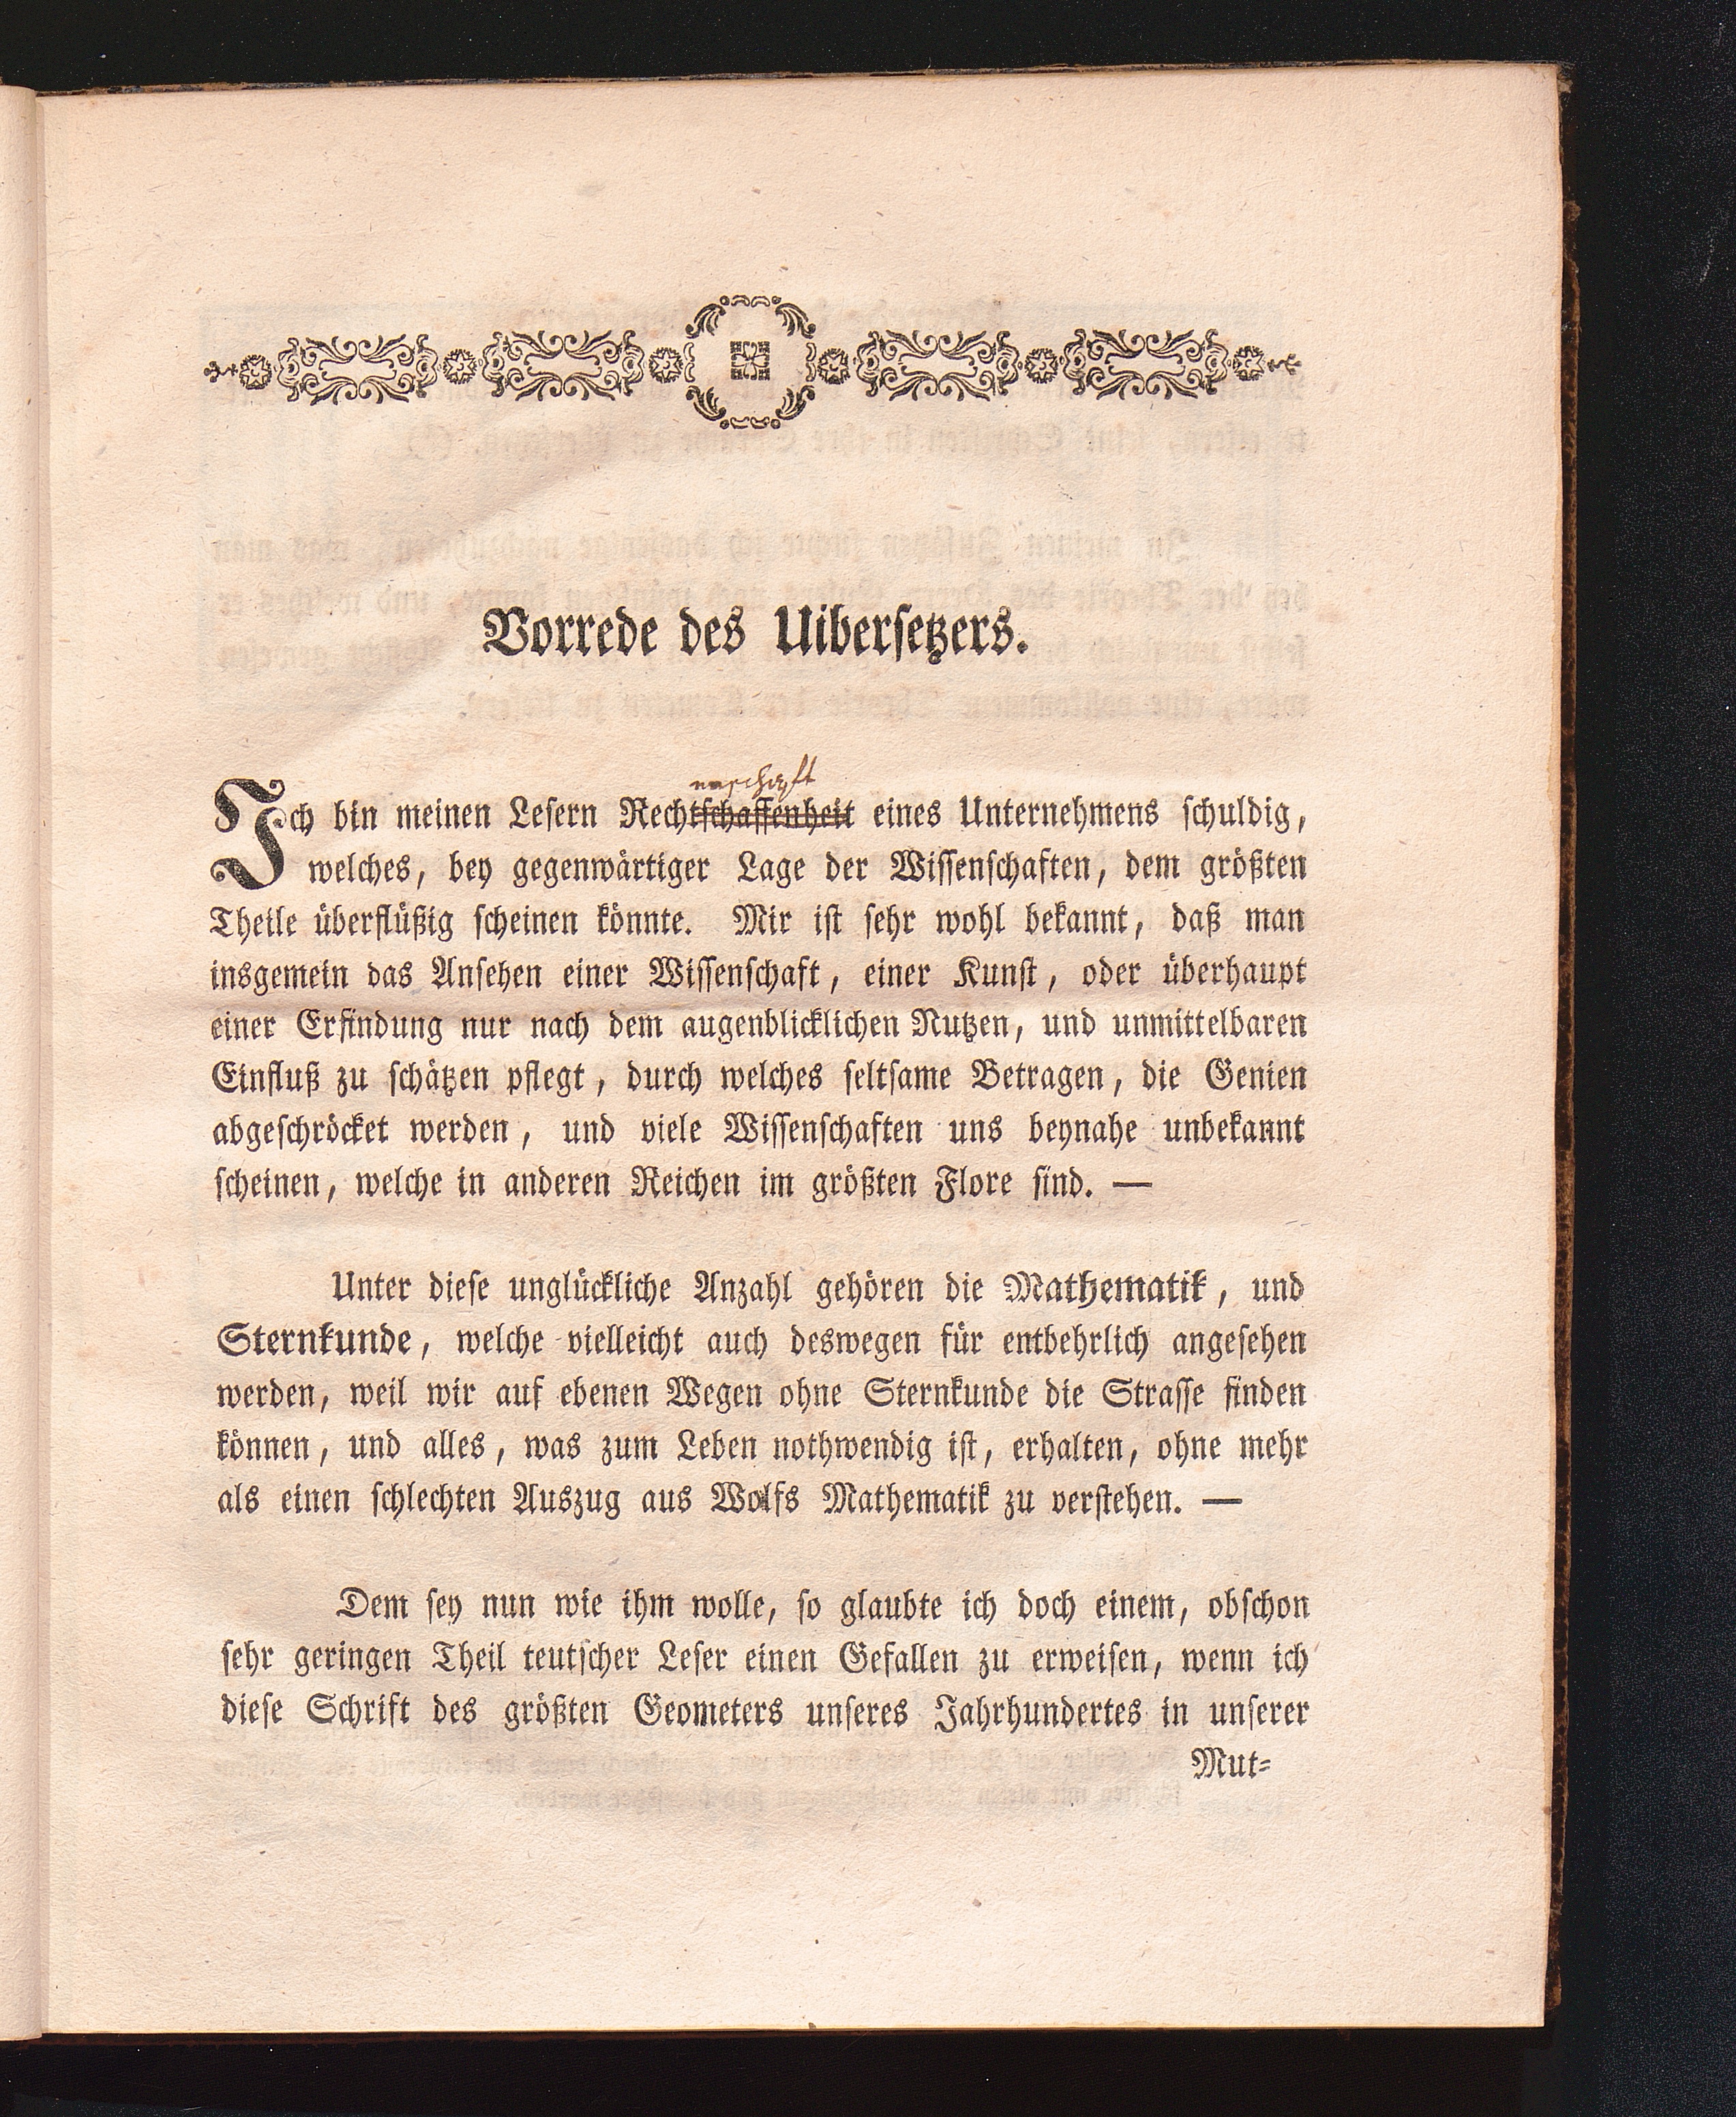 Vorrede des Uibersetzers.
enschaft
Ich bin meinen Lesern Rechtschaffenheit eines Unternehmens schuldig,
welches, bey gegenwärtiger Lage der Wissenschaften, dem größten
Theile überflüßig scheinen könnte. Mir ist sehr wohl bekannt, daß man
insgemein das Ansehen einer Wissenschaft, einer Kunst, oder überhaupt
einer Erfindung nur nach dem augenblicklichen Nutzen, und unmittelbaren
Einfluß zu schätzen pflegt, durch welches seltsame Betragen, die Genien
abgeschröcket werden, und viele Wissenschaften uns beynahe unbekannt
scheinen, welche in anderen Reichen im größten Flore sind. —
Unter diese unglückliche Anzahl gehören die Mathematik, und
Sternkunde, welche vielleicht auch deswegen für entbehrlich angesehen
werden, weil wir auf ebenen Wegen ohne Sternkunde die Strasse finden
können, und alles, was zum Leben nothwendig ist, erhalten, ohne mehr
als einen schlechten Auszug aus Wolfs Mathematik zu verstehen. —
Dem sey nun wie ihm wolle, so glaubte ich doch einem, obschon
sehr geringen Theil teutscher Leser einen Gefallen zu erweisen, wenn ich
diese Schrift des größten Geometers unseres Jahrhundertes in unserer
Mut-